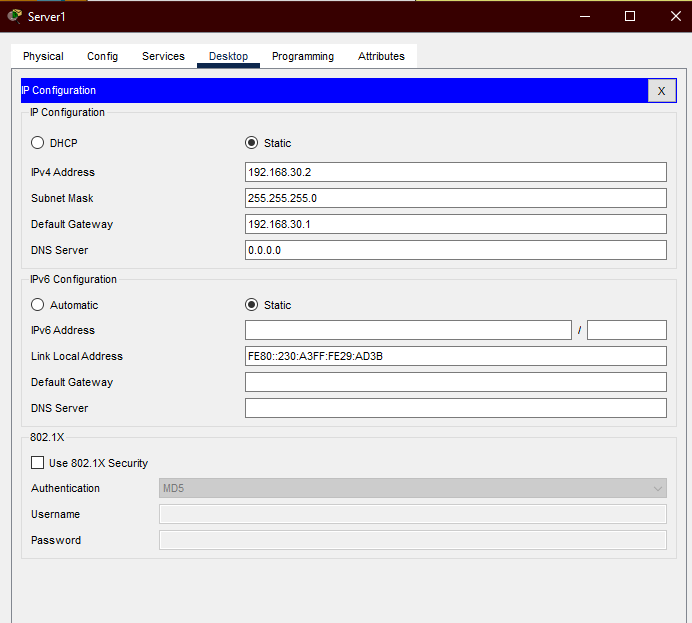 Server1
Physical Config Services Desktop Programming Attributes
IP Configuration X
IP Configuration
DHCP Static
IPv4 Address 192.168.30.2
Subnet Mask 255.255.255.0
Default Gateway 192.168.30.1
DNS Server 0.0.0.0
IPv6 Configuration
Automatic Static
IPv6 Address /
Link Local Address FE80::230:A3FF:FE29:AD3B
Default Gateway
DNS Server
802.1X
Use 802.1X Security
Authentication MD5
Username
Password